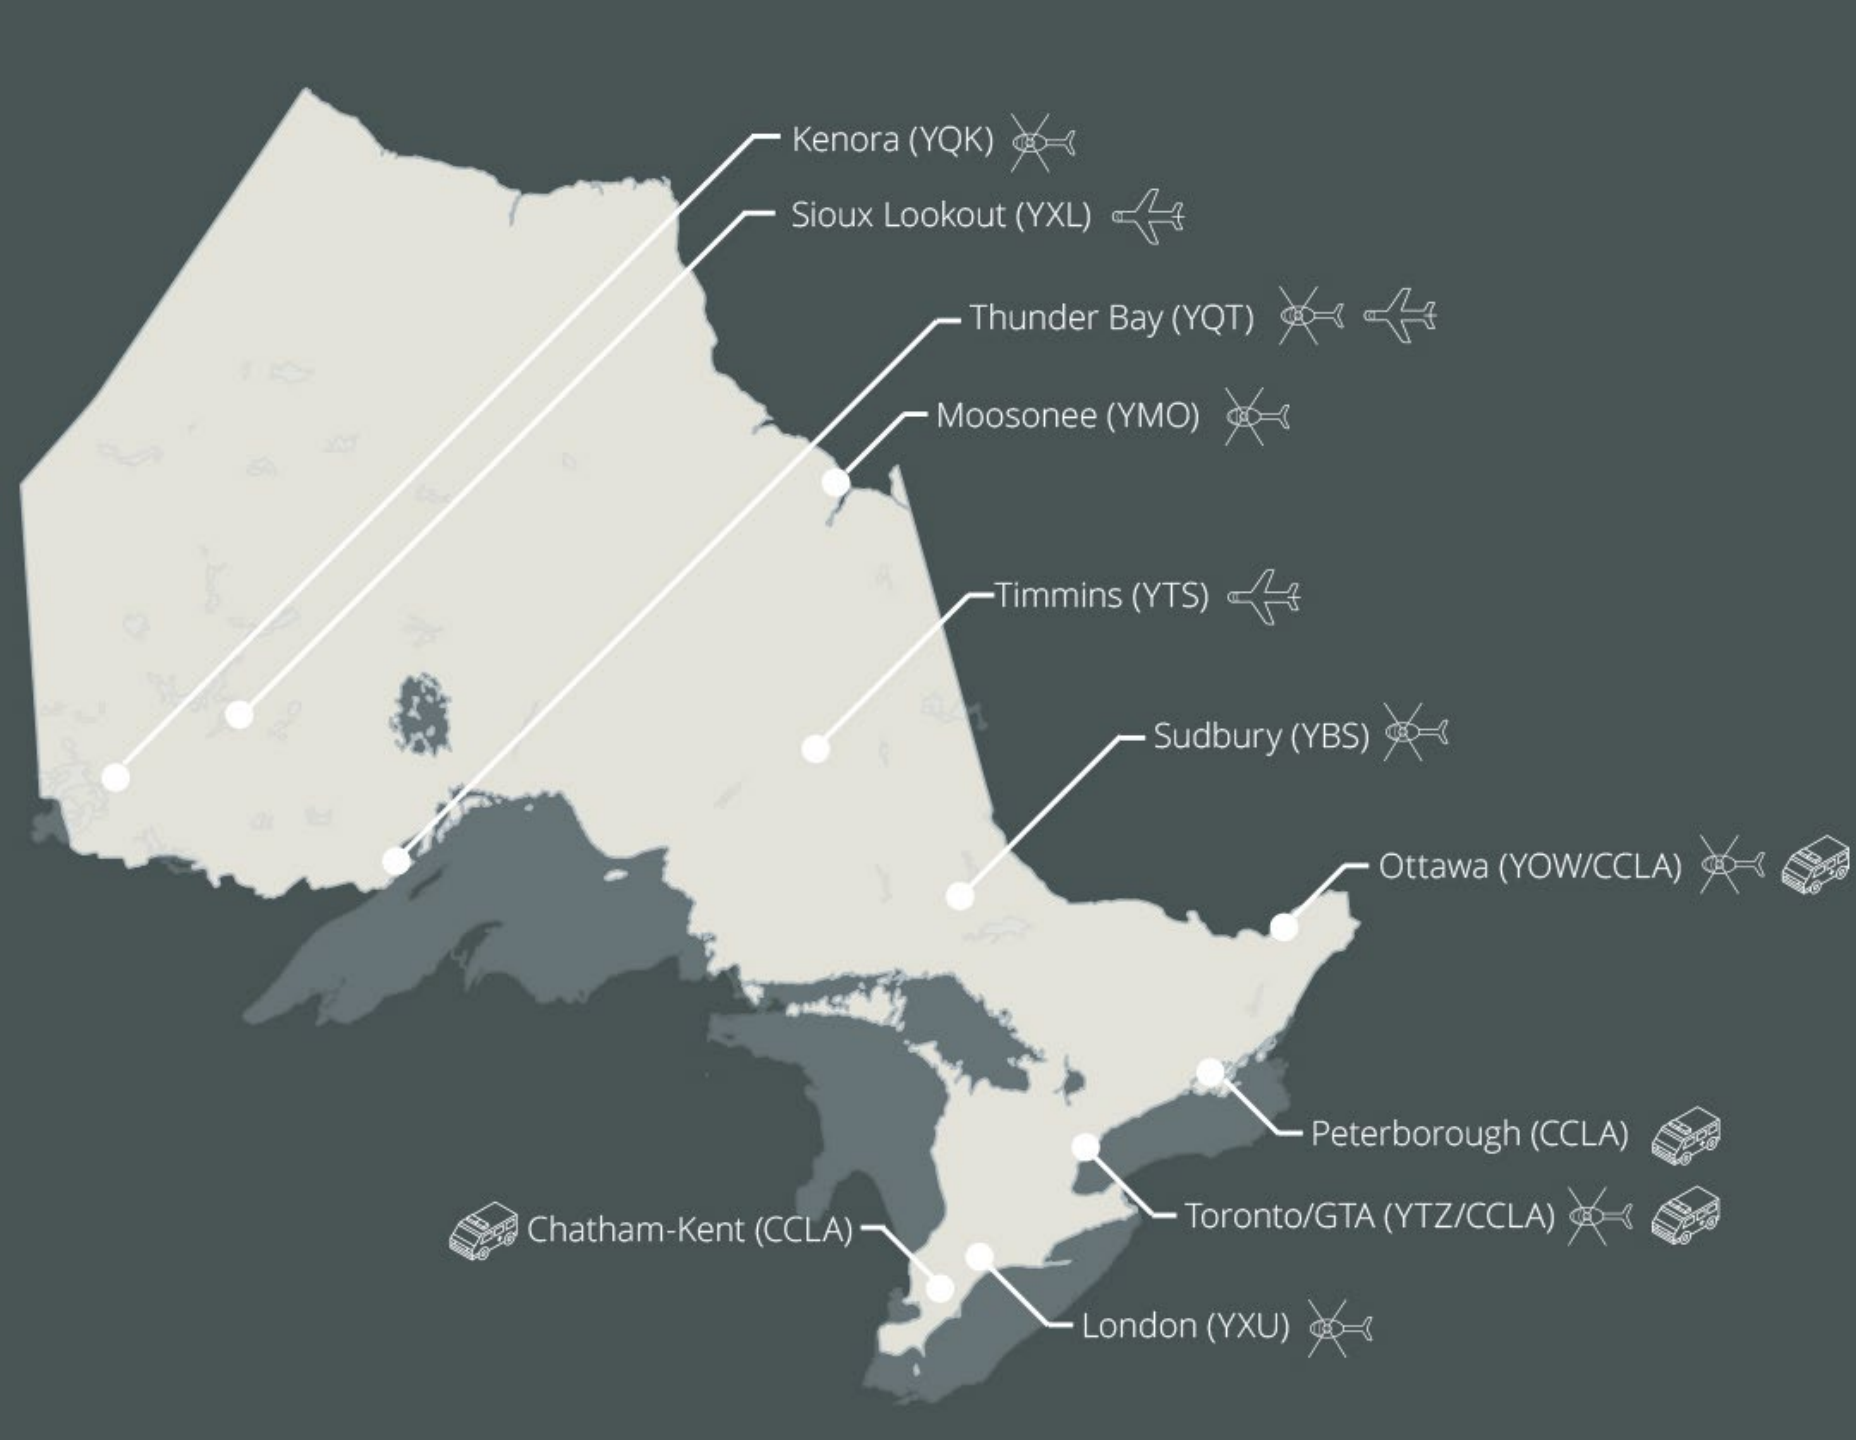 Kenora (YQK)
Sioux Lookout (YXL)
Thunder Bay (YQT)
Moosonee (YMO)
Timmins (YTS)
Sudbury (YBS)
Ottawa (YOW/CCLA)
Peterborough (CCLA)
Toronto/GTA (YTZ/CCLA)
Chatham-Kent (CCLA)
London (YXU)